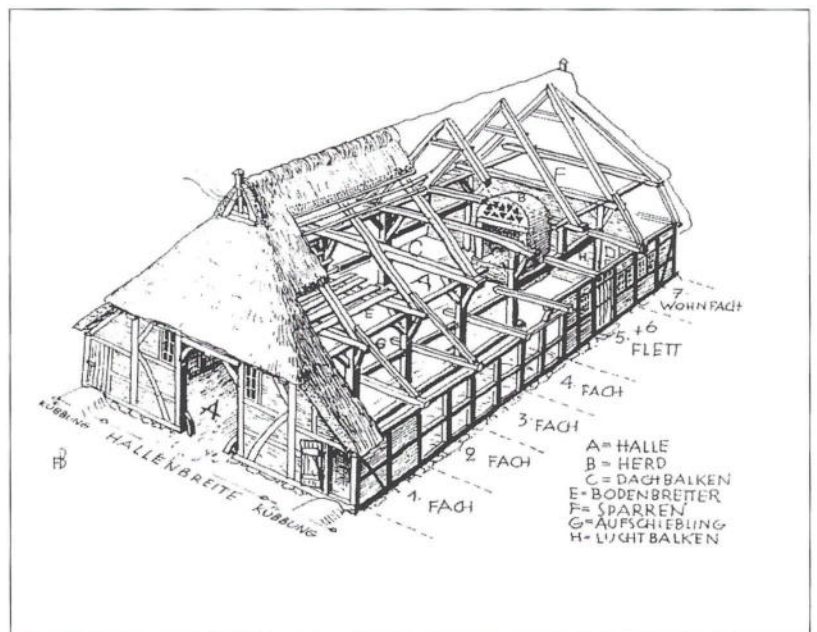 F
B
C
A
E
G
H
D
A
KÜBBUNG
HALLENBREITE
KÜBBUNG
1. FACH
2 FACH
3. FACH
4. FACH
5. +6
FLETT
7
WOHNFACH
A = HALLE
B = HERD
C = DACHBALKEN
E = BODENBRETTER
F = SPARREN
G = AUFSCHIEBLING
H = LUCHTBALKEN